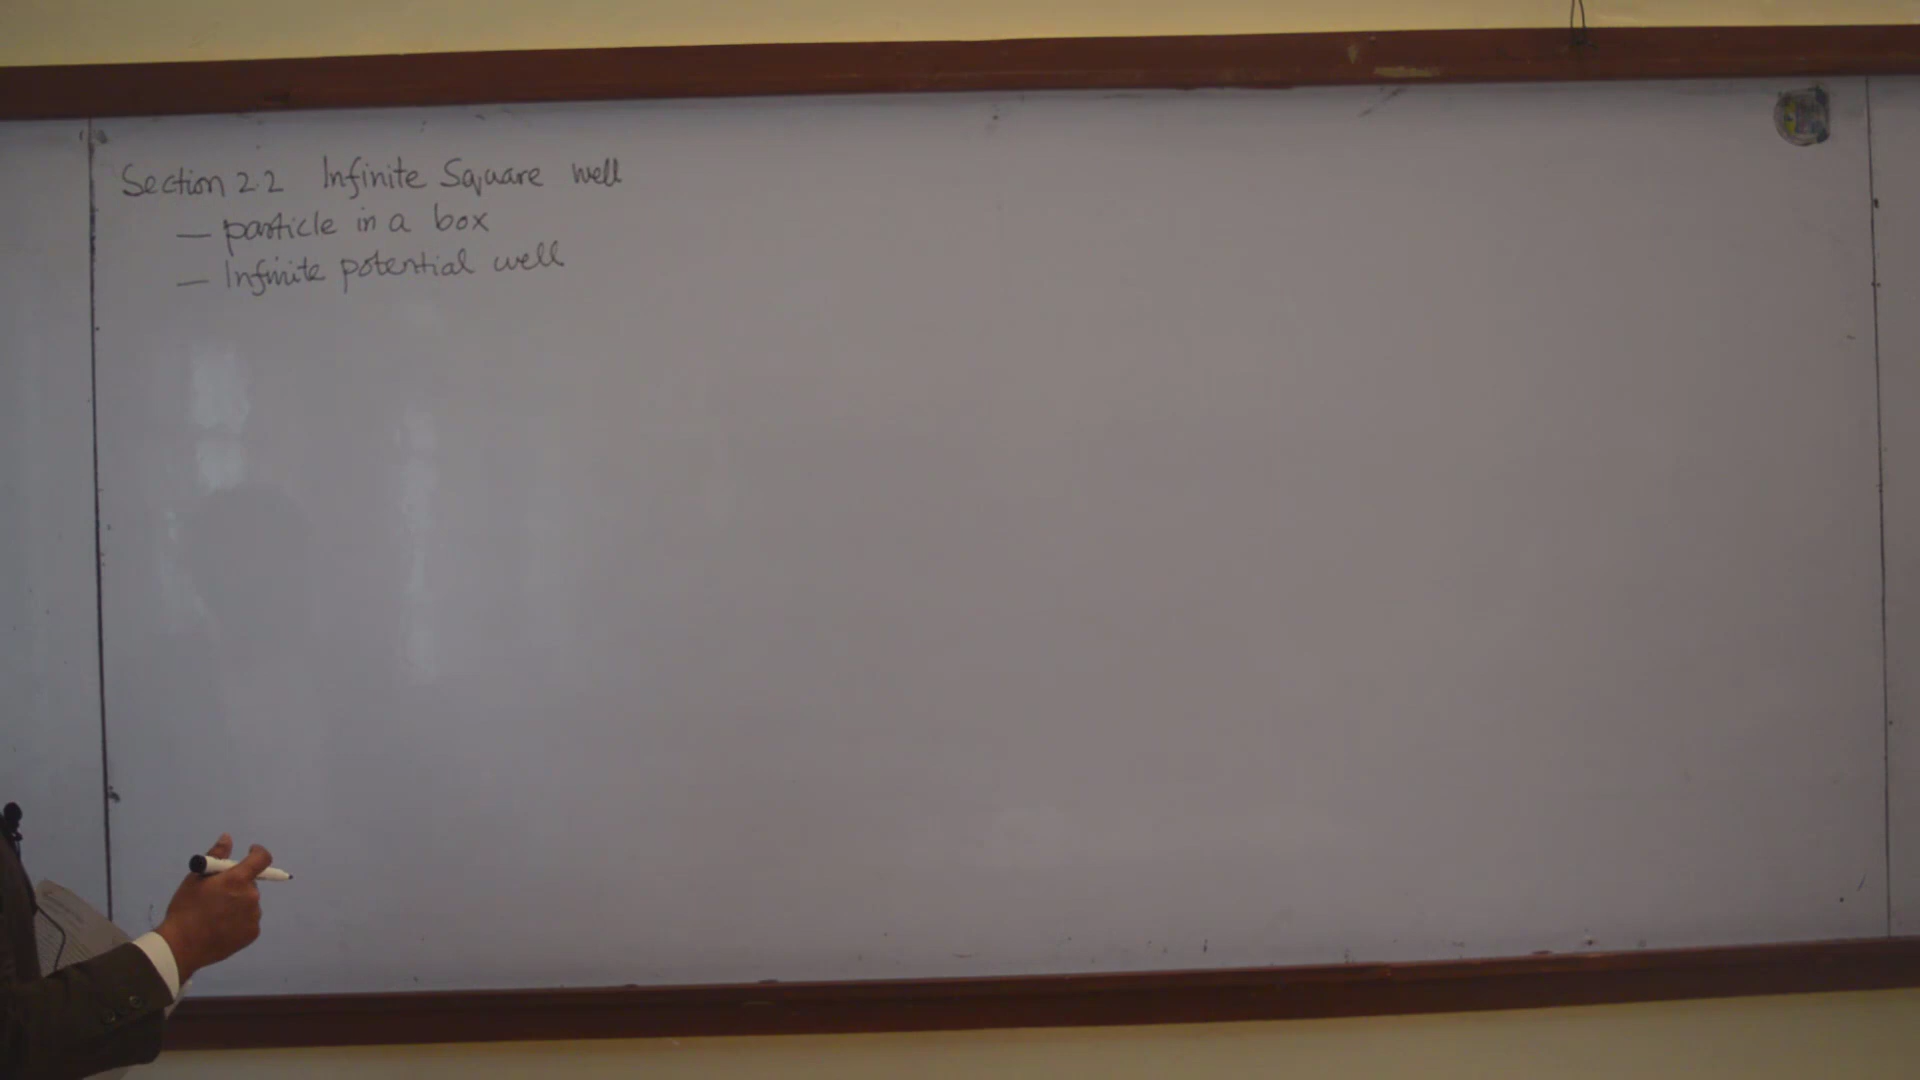 Section 2.2 Infinite Square well
— particle in a box
— Infinite potential well